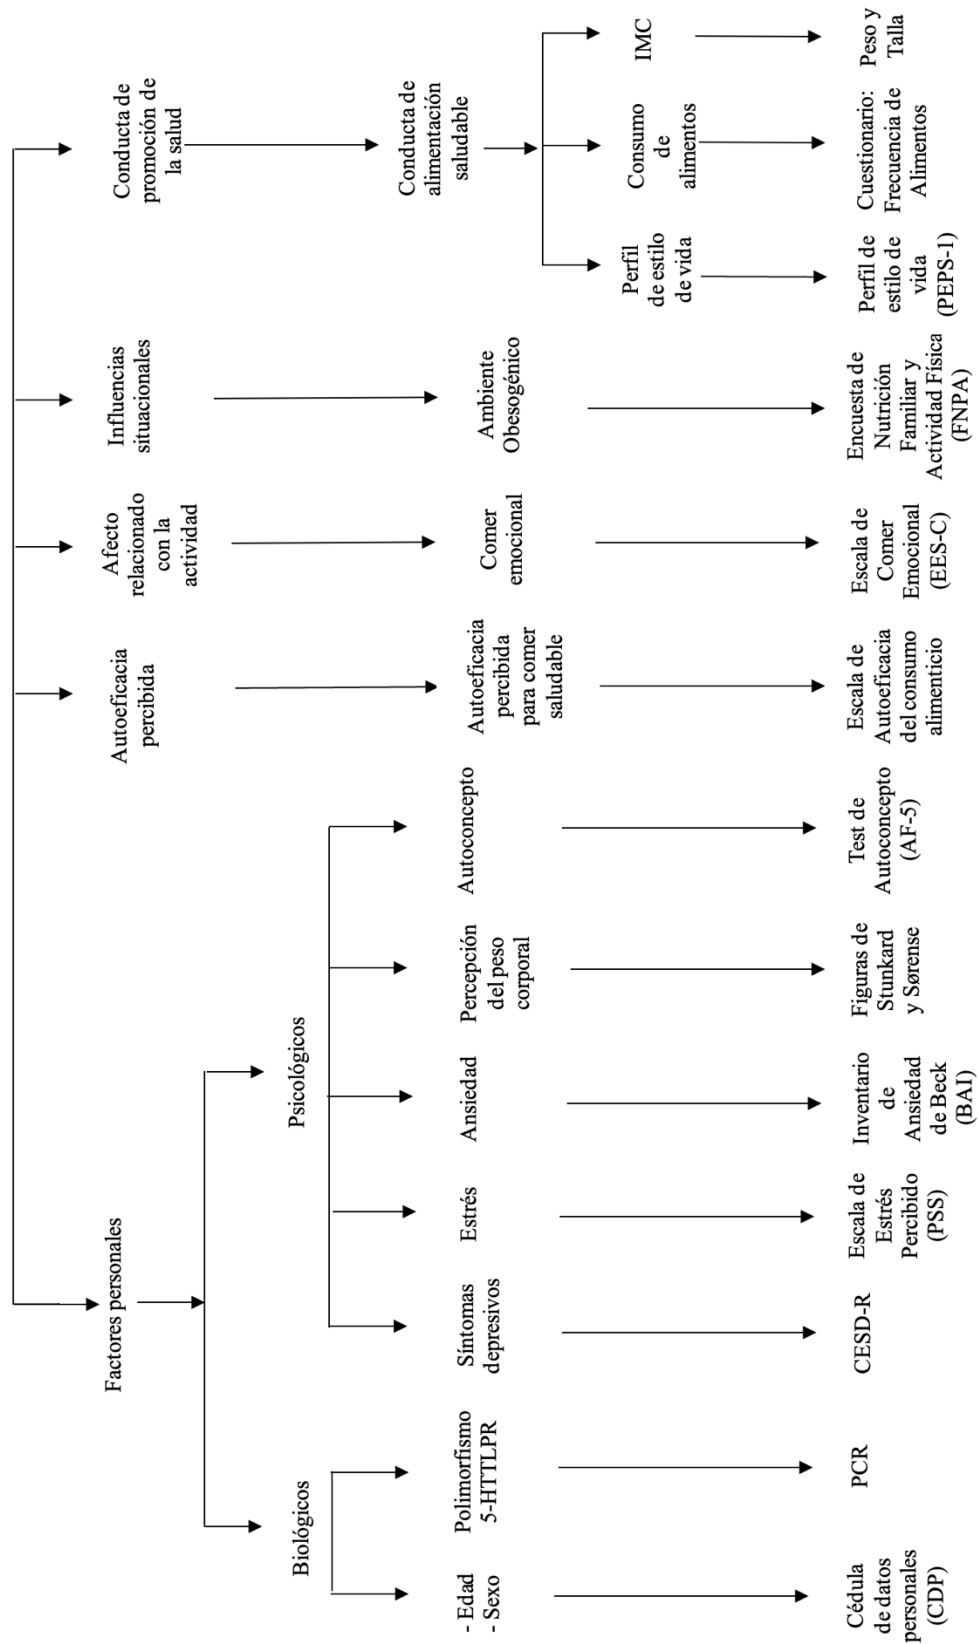 Factores personales
Autoeficacia
percibida
Afecto
relacionado
con la
actividad
Influencias
situacionales
Conducta de
promoción de
la salud
Biológicos
Psicológicos
- Edad
- Sexo
Polimorfismo
5-HTTLPR
Síntomas
depresivos
Estrés
Ansiedad
Percepción
del peso
corporal
Autoconcepto
Autoeficacia
percibida
para comer
saludable
Comer
emocional
Ambiente
Obesogénico
Conducta de
alimentación
saludable
Perfil
de estilo
de vida
Consumo
de
alimentos
IMC
Cédula
de datos
personales
(CDP)
PCR
CESD-R
Escala de
Estrés
Percibido
(PSS)
Inventario
de
Ansiedad
de Beck
(BAI)
Figuras de
Stunkard
y Sørense
Test de
Autoconcepto
(AF-5)
Escala de
Autoeficacia
del consumo
alimenticio
Escala de
Comer
Emocional
(EES-C)
Encuesta de
Nutrición
Familiar y
Actividad Física
(FNPA)
Perfil de
estilo de
vida
(PEPS-1)
Cuestionario:
Frecuencia de
Alimentos
Peso y
Talla